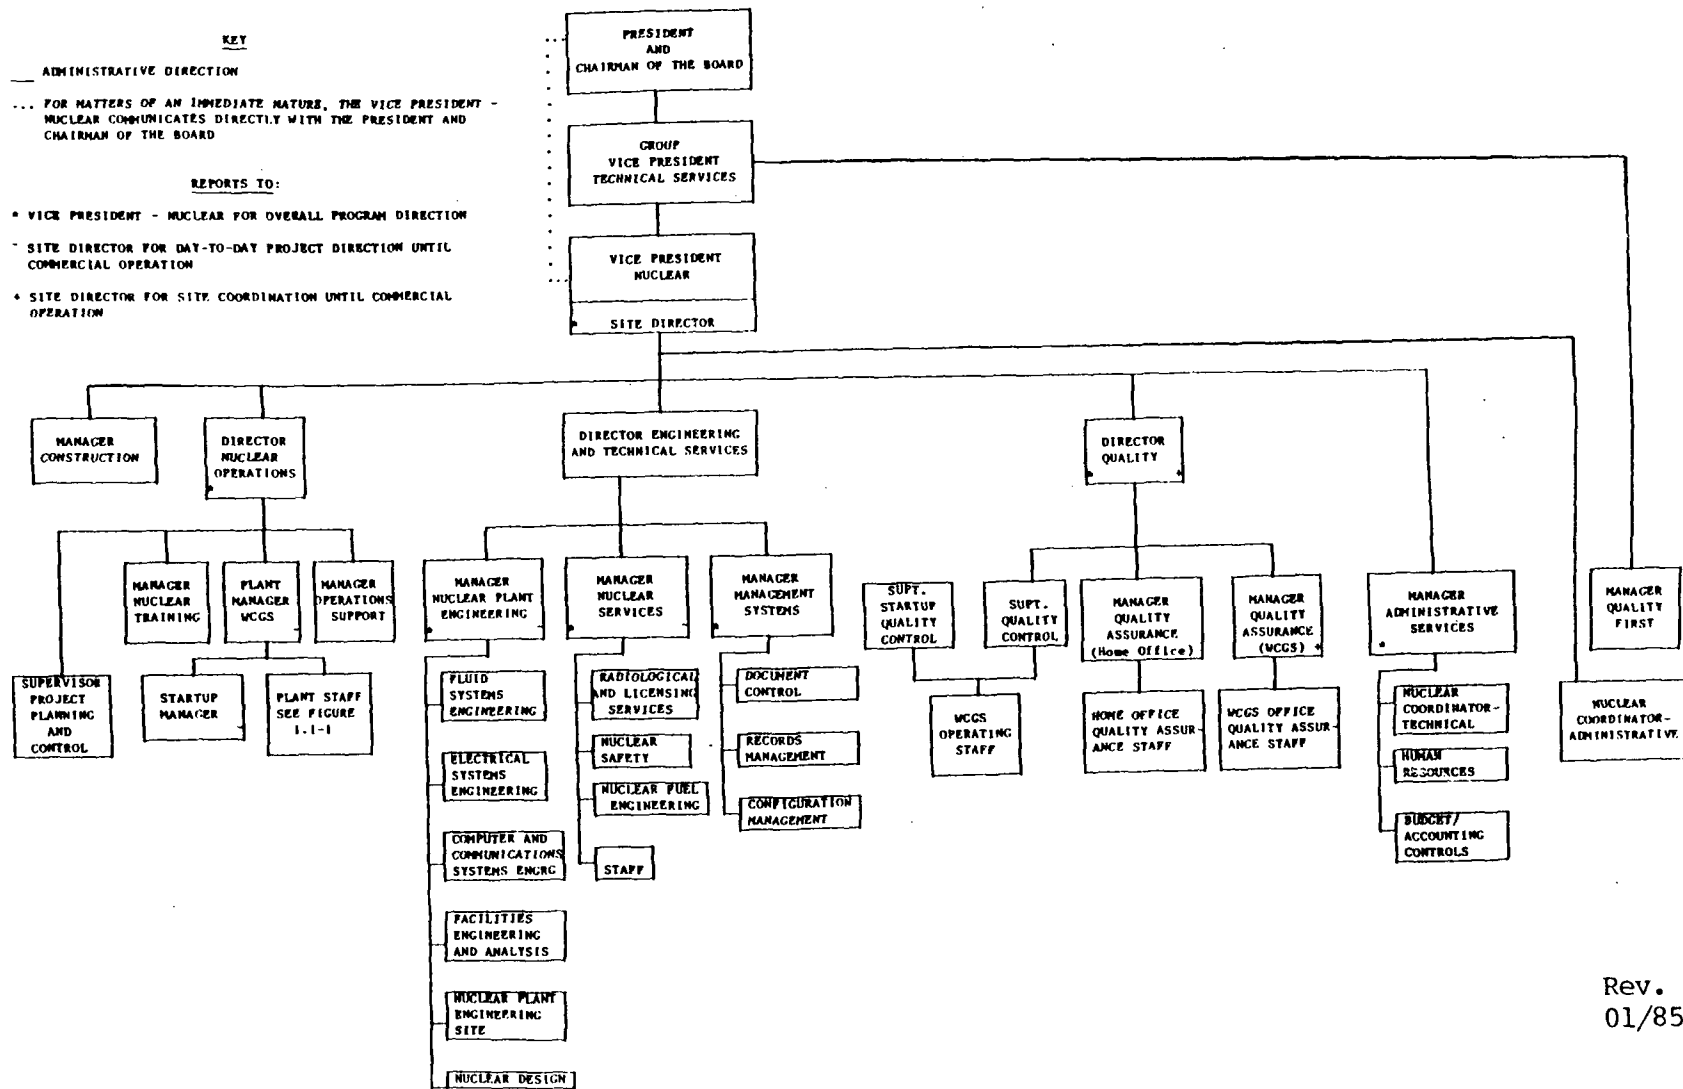 KEY
___ ADMINISTRATIVE DIRECTION
... FOR MATTERS OF AN IMMEDIATE NATURE, THE VICE PRESIDENT -
NUCLEAR COMMUNICATES DIRECTLY WITH THE PRESIDENT AND
CHAIRMAN OF THE BOARD
REPORTS TO:
* VICE PRESIDENT - NUCLEAR FOR OVERALL PROGRAM DIRECTION
- SITE DIRECTOR FOR DAY-TO-DAY PROJECT DIRECTION UNTIL
COMMERCIAL OPERATION
+ SITE DIRECTOR FOR SITE COORDINATION UNTIL COMMERCIAL
OPERATION
PRESIDENT
AND
CHAIRMAN OF THE BOARD
GROUP
VICE PRESIDENT
TECHNICAL SERVICES
VICE PRESIDENT
NUCLEAR
* SITE DIRECTOR
MANAGER
CONSTRUCTION
DIRECTOR
NUCLEAR
OPERATIONS
*
DIRECTOR ENGINEERING
AND TECHNICAL SERVICES
DIRECTOR
QUALITY
* +
SUPERVISOR
PROJECT
PLANNING
AND
CONTROL
MANAGER
NUCLEAR
TRAINING
PLANT
MANAGER
WCGS
-
MANAGER
OPERATIONS
SUPPORT
STARTUP
MANAGER
-
PLANT STAFF
SEE FIGURE
1.1-1
MANAGER
NUCLEAR PLANT
ENGINEERING
* -
FLUID
SYSTEMS
ENGINEERING
ELECTRICAL
SYSTEMS
ENGINEERING
COMPUTER AND
COMMUNICATIONS
SYSTEMS ENGRG
FACILITIES
ENGINEERING
AND ANALYSIS
NUCLEAR PLANT
ENGINEERING
SITE
NUCLEAR DESIGN
MANAGER
NUCLEAR
SERVICES
* -
RADIOLOGICAL
AND LICENSING
SERVICES
NUCLEAR
SAFETY
NUCLEAR FUEL
ENGINEERING
STAFF
MANAGER
MANAGEMENT
SYSTEMS
* -
DOCUMENT
CONTROL
RECORDS
MANAGEMENT
CONFIGURATION
MANAGEMENT
SUPT.
STARTUP
QUALITY
CONTROL
SUPT.
QUALITY
CONTROL
WCGS
OPERATING
STAFF
MANAGER
QUALITY
ASSURANCE
(Home Office)
HOME OFFICE
QUALITY ASSUR-
ANCE STAFF
MANAGER
QUALITY
ASSURANCE
(WCGS) +
WCGS OFFICE
QUALITY ASSUR-
ANCE STAFF
MANAGER
ADMINISTRATIVE
SERVICES
*
NUCLEAR
COORDINATOR-
TECHNICAL
HUMAN
RESOURCES
BUDGET/
ACCOUNTING
CONTROLS
MANAGER
QUALITY
FIRST
NUCLEAR
COORDINATOR-
ADMINISTRATIVE
Rev.
01/85